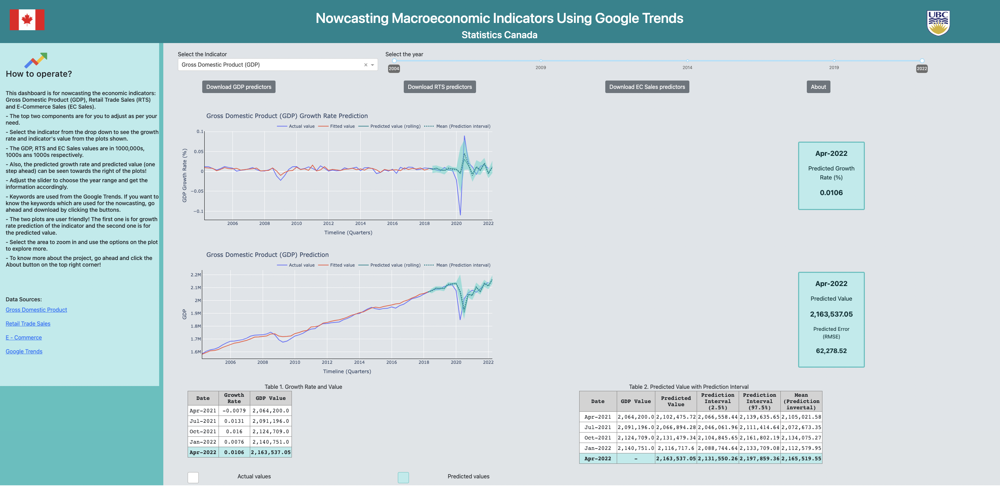 Nowcasting Macroeconomic Indicators Using Google Trends
Statistics Canada
UBC
How to operate?
This dashboard is for nowcasting the economic indicators:
Gross Domestic Product (GDP), Retail Trade Sales (RTS)
and E-Commerce Sales (EC Sales).
- The top two components are for you to adjust as per your
need.
- Select the indicator from the drop down to see the growth
rate and indicator's value from the plots shown.
- The GDP, RTS and EC Sales values are in 1000,000s,
1000s ans 1000s respectively.
- Also, the predicted growth rate and predicted value (one
step ahead) can be seen towards the right of the plots!
- Adjust the slider to choose the year range and get the
information accordingly.
- Keywords are used from the Google Trends. If you want to
know the keywords which are used for the nowcasting, go
ahead and download by clicking the buttons.
- The two plots are user friendly! The first one is for growth
rate prediction of the indicator and the second one is for
the predicted value.
- Select the area to zoom in and use the options on the plot
to explore more.
- To know more about the project, go ahead and click the
About button on the top right corner!
Data Sources:
Gross Domestic Product
Retail Trade Sales
E - Commerce
Google Trends
Select the Indicator
Gross Domestic Product (GDP) ×
Select the year
2004 2009 2014 2019 2022
Download GDP predictors Download RTS predictors Download EC Sales predictors About
Gross Domestic Product (GDP) Growth Rate Prediction
Actual value Fitted value Predicted value (rolling) Mean (Prediction interval)
GDP Growth Rate (%)
0.1
0.05
0
−0.05
−0.1
2006 2008 2010 2012 2014 2016 2018 2020 2022
Timeline (Quarters)
Apr-2022
Predicted Growth
Rate (%)
0.0106
Gross Domestic Product (GDP) Prediction
Actual value Fitted value Predicted value (rolling) Mean (Prediction interval)
GDP
2.2M
2.1M
2M
1.9M
1.8M
1.7M
1.6M
2006 2008 2010 2012 2014 2016 2018 2020 2022
Timeline (Quarters)
Apr-2022
Predicted Value
2,163,537.05
Predicted Error
(RMSE)
62,278.52
Table 1. Growth Rate and Value
Date Growth Rate GDP Value
Apr-2021 -0.0079 2,064,200.0
Jul-2021 0.0131 2,091,196.0
Oct-2021 0.016 2,124,709.0
Jan-2022 0.0076 2,140,751.0
Apr-2022 0.0106 2,163,537.05
Table 2. Predicted Value with Prediction Interval
Date GDP Value Predicted Value Prediction Interval (2.5%) Prediction Interval (97.5%) Mean (Prediction invertal)
Apr-2021 2,064,200.0 2,102,475.72 2,066,558.44 2,139,635.65 2,105,021.58
Jul-2021 2,091,196.0 2,066,894.28 2,046,061.96 2,111,414.64 2,072,673.35
Oct-2021 2,124,709.0 2,131,479.34 2,104,845.65 2,161,802.19 2,134,075.27
Jan-2022 2,140,751.0 2,116,717.6 2,088,744.64 2,133,709.08 2,112,579.95
Apr-2022 - 2,163,537.05 2,131,550.26 2,197,859.36 2,165,519.55
Actual values Predicted values